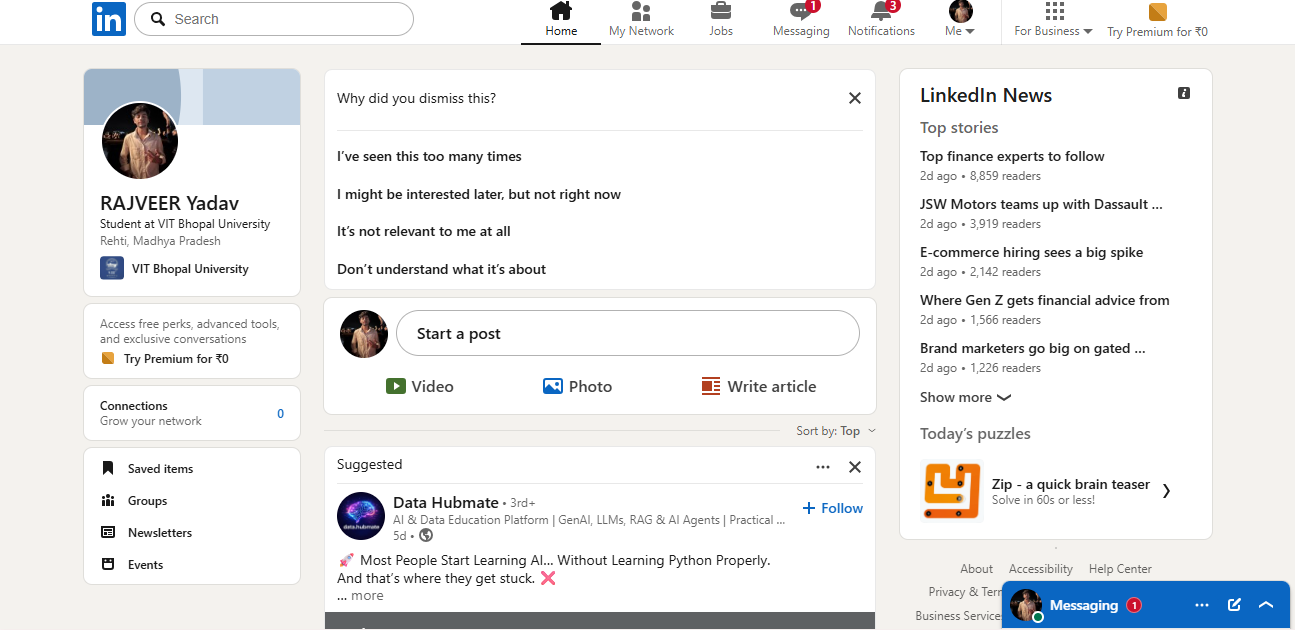 in
Search
Home
My Network
Jobs
1
Messaging
3
Notifications
Me
For Business
Try Premium for ₹0
RAJVEER Yadav
Student at VIT Bhopal University
Rehti, Madhya Pradesh
VIT Bhopal University
Access free perks, advanced tools,
and exclusive conversations
Try Premium for ₹0
Connections
Grow your network
0
Saved items
Groups
Newsletters
Events
Why did you dismiss this?
I've seen this too many times
I might be interested later, but not right now
It's not relevant to me at all
Don't understand what it's about
Start a post
Video
Photo
Write article
Sort by: Top
Suggested
data.hubmate
Data Hubmate • 3rd+
AI & Data Education Platform | GenAI, LLMs, RAG & AI Agents | Practical ...
5d •
+ Follow
🚀 Most People Start Learning AI... Without Learning Python Properly.
And that's where they get stuck. ❌
... more
LinkedIn News
Top stories
Top finance experts to follow
2d ago • 8,859 readers
JSW Motors teams up with Dassault ...
2d ago • 3,919 readers
E-commerce hiring sees a big spike
2d ago • 2,142 readers
Where Gen Z gets financial advice from
2d ago • 1,566 readers
Brand marketers go big on gated ...
2d ago • 1,226 readers
Show more
Today's puzzles
Zip - a quick brain teaser
Solve in 60s or less!
About
Accessibility
Help Center
Privacy & Terr
Business Services
Messaging
1